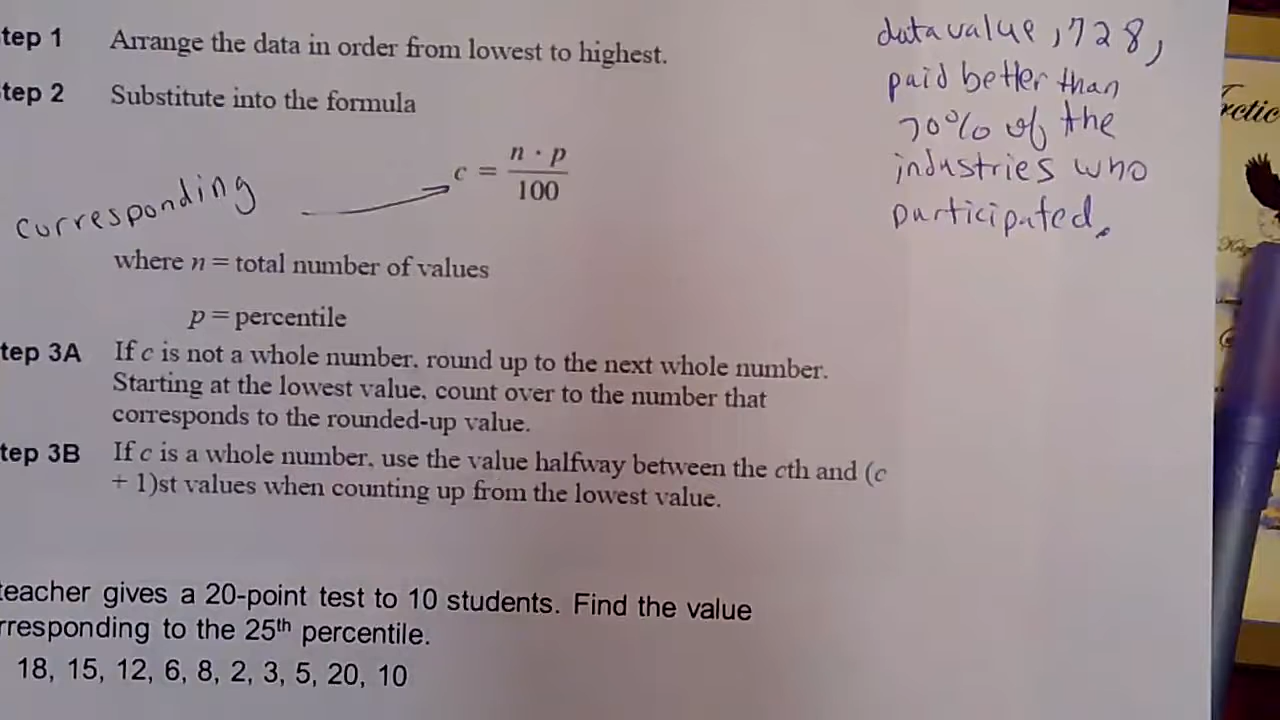 tep 1 Arrange the data in order from lowest to highest.
tep 2 Substitute into the formula
c = n · p / 100
corresponding
where n = total number of values
p = percentile
tep 3A If c is not a whole number, round up to the next whole number.
Starting at the lowest value, count over to the number that
corresponds to the rounded-up value.
tep 3B If c is a whole number, use the value halfway between the cth and (c
+ 1)st values when counting up from the lowest value.
teacher gives a 20-point test to 10 students. Find the value
rresponding to the 25th percentile.
18, 15, 12, 6, 8, 2, 3, 5, 20, 10
data value, 728,
paid better than
70% of the
industries who
participated.
rctic